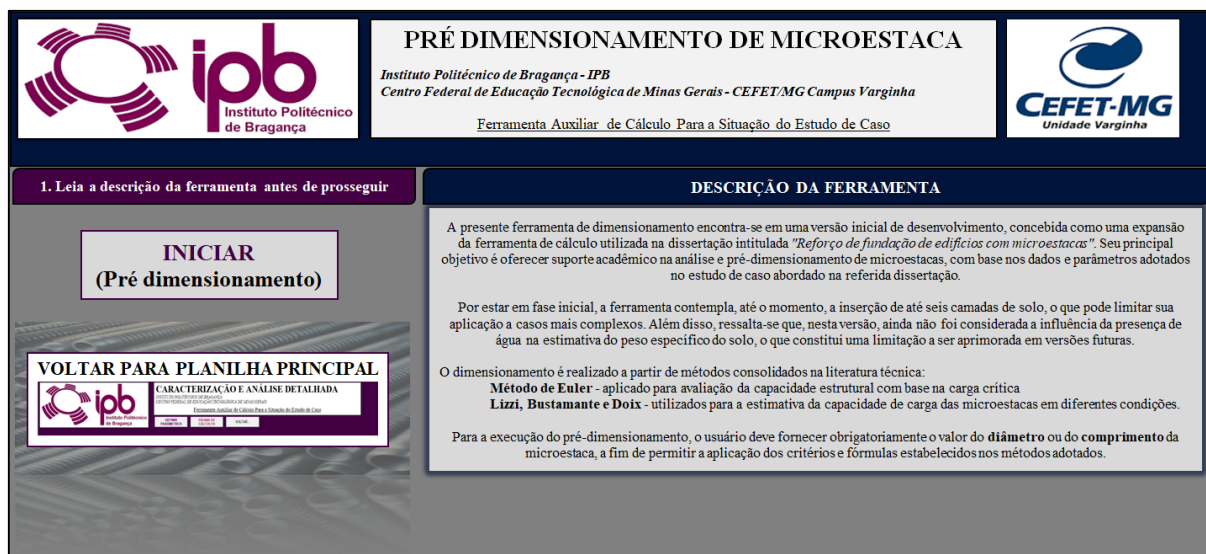 ipb
Instituto Politécnico
de Bragança
PRÉ DIMENSIONAMENTO DE MICROESTACA
Instituto Politécnico de Bragança - IPB
Centro Federal de Educação Tecnológica de Minas Gerais - CEFET/MG Campus Varginha
Ferramenta Auxiliar de Cálculo Para a Situação do Estudo de Caso
CEFET-MG
Unidade Varginha
1. Leia a descrição da ferramenta antes de prosseguir
INICIAR
(Pré dimensionamento)
VOLTAR PARA PLANILHA PRINCIPAL
ipb
CARACTERIZAÇÃO E ANÁLISE DETALHADA
INSTITUTO POLITÉCNICO DE BRAGANÇA
CENTRO FEDERAL DE EDUCAÇÃO TECNOLÓGICA DE MINAS GERAIS
Ferramenta Auxiliar de Cálculo Para a Situação do Estudo de Caso
VOLTAR
DESCRIÇÃO DA FERRAMENTA
A presente ferramenta de dimensionamento encontra-se em uma versão inicial de desenvolvimento, concebida como uma expansão
da ferramenta de cálculo utilizada na dissertação intitulada "Reforço de fundação de edifícios com microestacas". Seu principal
objetivo é oferecer suporte acadêmico na análise e pré-dimensionamento de microestacas, com base nos dados e parâmetros adotados
no estudo de caso abordado na referida dissertação.
Por estar em fase inicial, a ferramenta contempla, até o momento, a inserção de até seis camadas de solo, o que pode limitar sua
aplicação a casos mais complexos. Além disso, ressalta-se que, nesta versão, ainda não foi considerada a influência da presença de
água na estimativa do peso específico do solo, o que constitui uma limitação a ser aprimorada em versões futuras.
O dimensionamento é realizado a partir de métodos consolidados na literatura técnica:
Método de Euler - aplicado para avaliação da capacidade estrutural com base na carga crítica
Lizzi, Bustamante e Doix - utilizados para a estimativa da capacidade de carga das microestacas em diferentes condições.
Para a execução do pré-dimensionamento, o usuário deve fornecer obrigatoriamente o valor do diâmetro ou do comprimento da
microestaca, a fim de permitir a aplicação dos critérios e fórmulas estabelecidos nos métodos adotados.